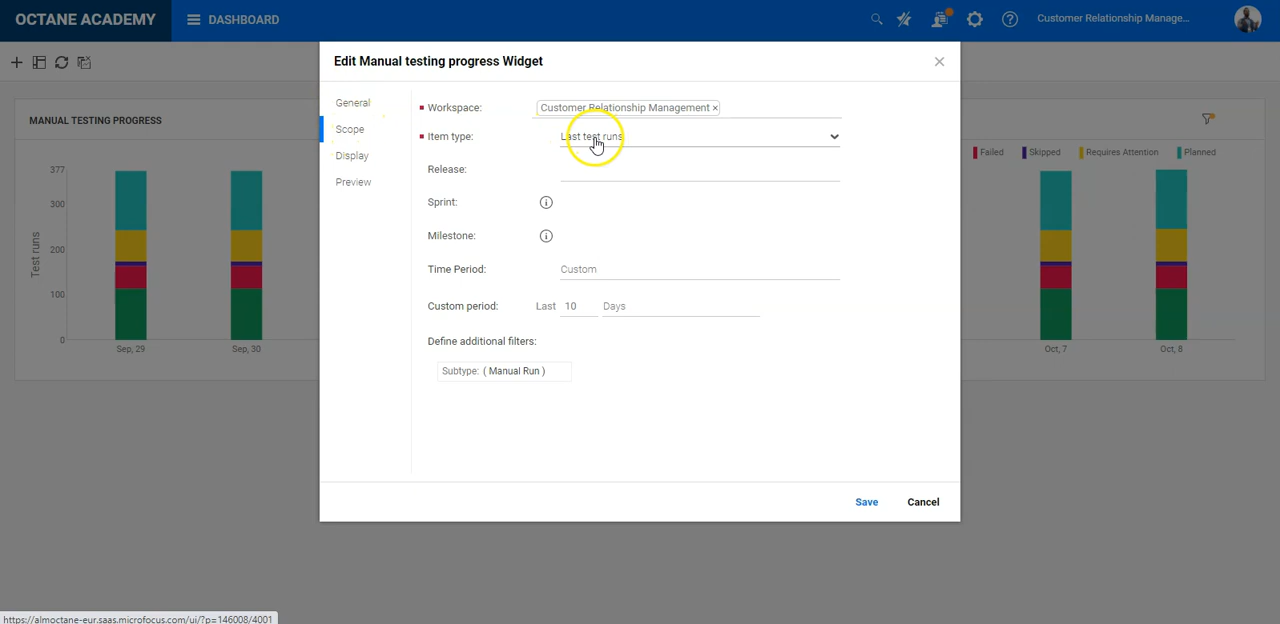 OCTANE ACADEMY
DASHBOARD
Customer Relationship Manage...
Edit Manual testing progress Widget
General
Scope
Display
Preview
Workspace: Customer Relationship Management ×
Item type: Last test runs
Release:
Sprint:
Milestone:
Time Period: Custom
Custom period: Last 10 Days
Define additional filters:
Subtype: ( Manual Run )
Save Cancel
MANUAL TESTING PROGRESS
Failed Skipped Requires Attention Planned
377
300
200
100
0
Test runs
Sep, 29 Sep, 30 Oct, 7 Oct, 8
https://almoctane-eur.saas.microfocus.com/ui/?p=146008/4001